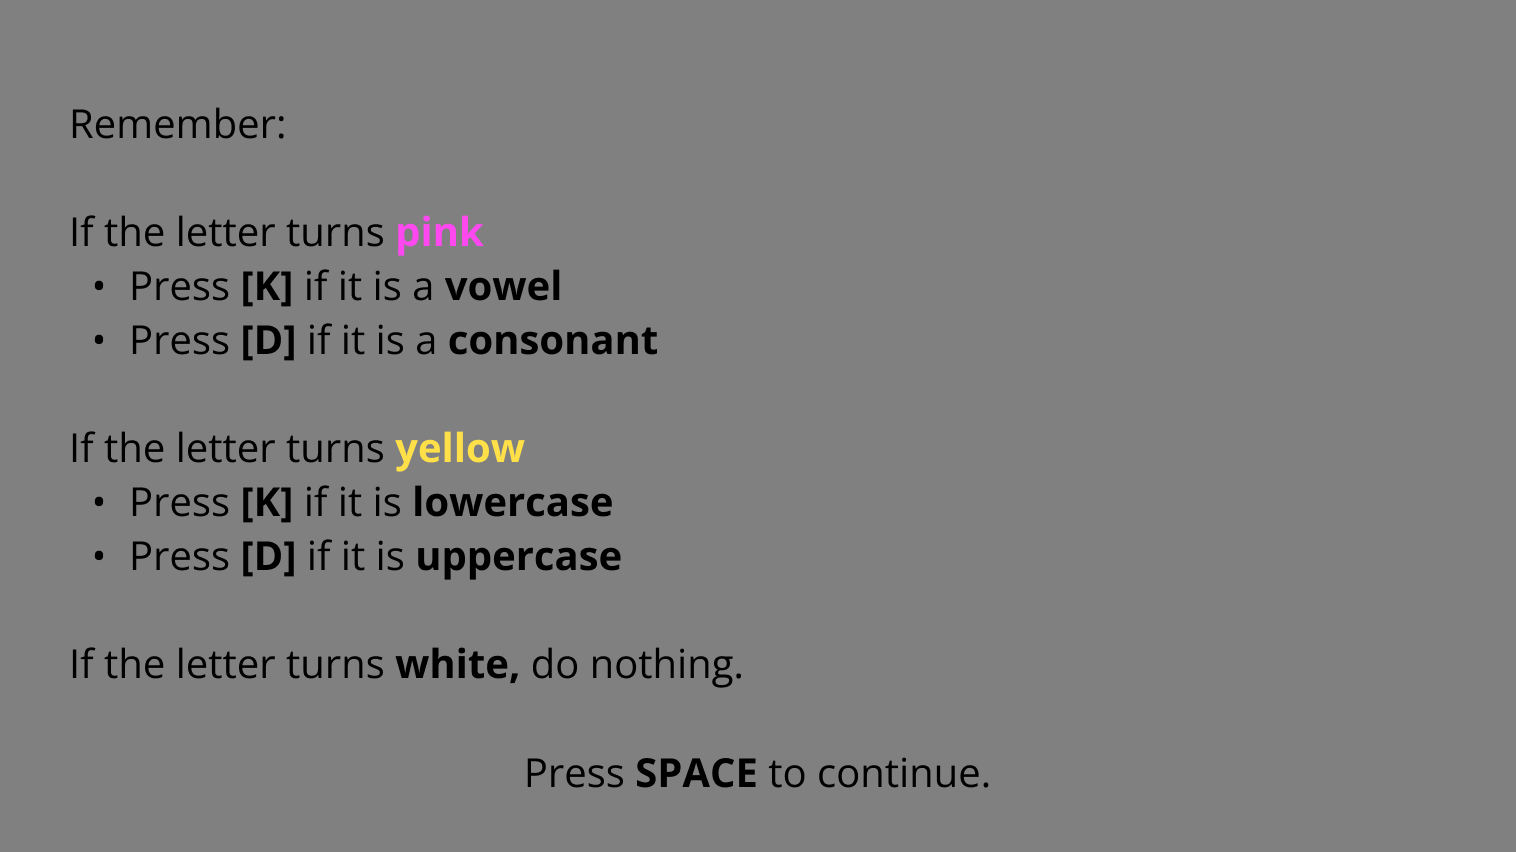 Remember:
If the letter turns pink
• Press [K] if it is a vowel
• Press [D] if it is a consonant
If the letter turns yellow
• Press [K] if it is lowercase
• Press [D] if it is uppercase
If the letter turns white, do nothing.
Press SPACE to continue.